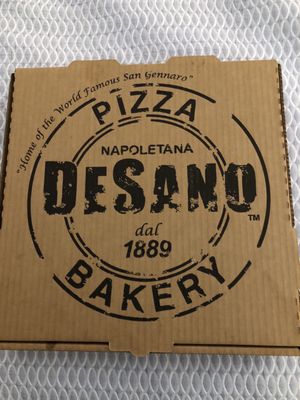 "Home of the World Famous San Gennaro"
PIZZA
NAPOLETANA
DESANO
TM
dal
1889
BAKERY